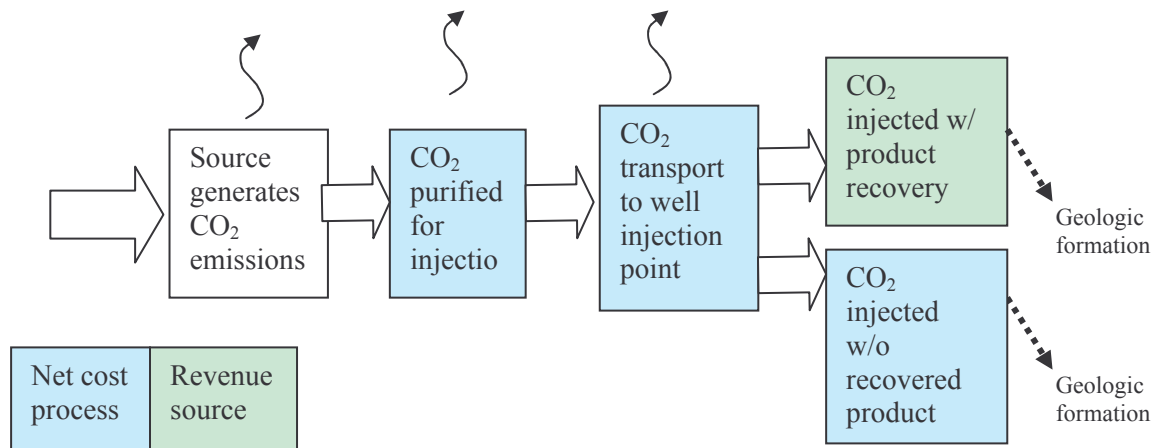 Source
generates
CO₂
emissions
CO₂
purified
for
injectio
CO₂
transport
to well
injection
point
CO₂
injected w/
product
recovery
Geologic
formation
CO₂
injected
w/o
recovered
product
Geologic
formation
Net cost
process
Revenue
source